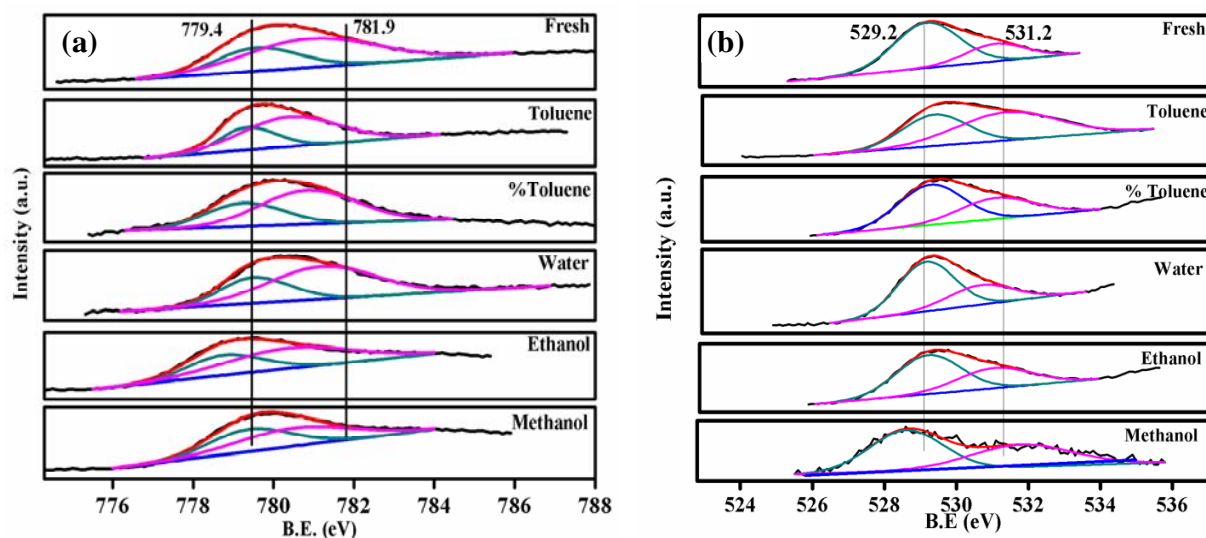 (a)
779.4
781.9
Fresh
Toluene
%Toluene
Water
Ethanol
Methanol
Intensity (a.u.)
776 778 780 782 784 786 788
B.E. (eV)
(b)
529.2
531.2
Fresh
Toluene
% Toluene
Water
Ethanol
Methanol
Intensity (a.u.)
524 526 528 530 532 534 536
B.E (eV)